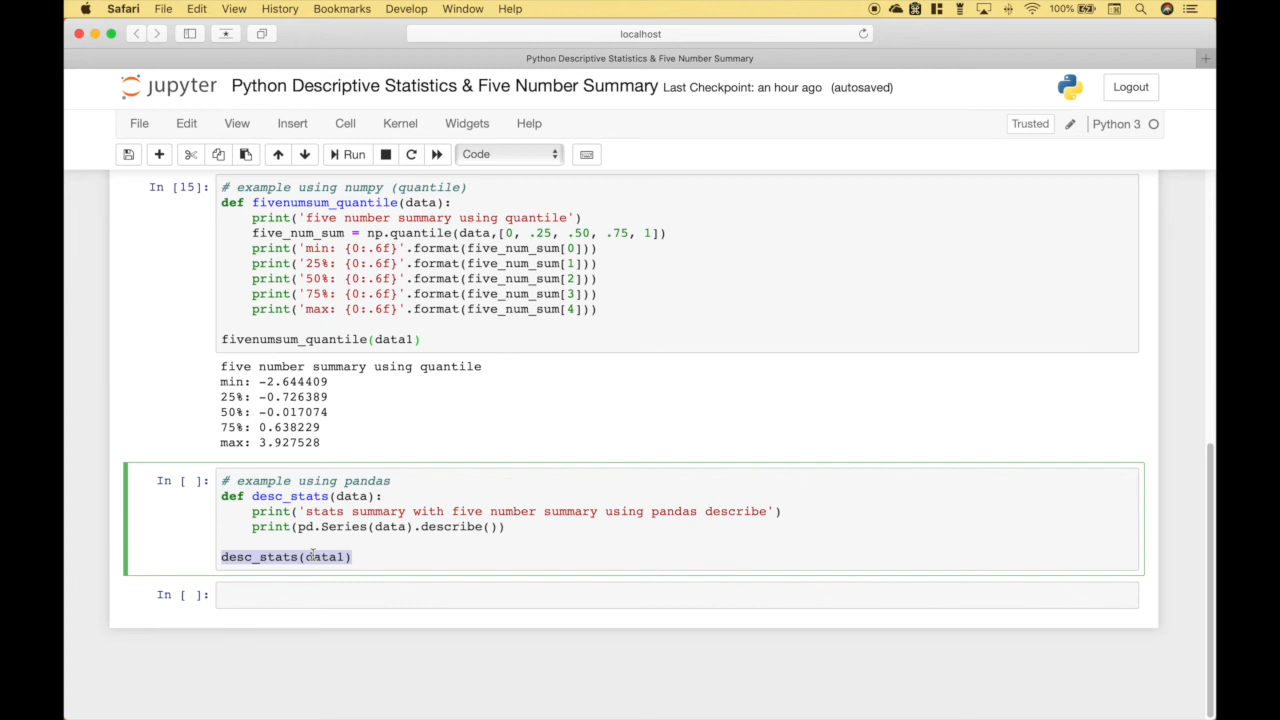 Safari File Edit View History Bookmarks Develop Window Help 100%
localhost
Python Descriptive Statistics & Five Number Summary
jupyter Python Descriptive Statistics & Five Number Summary Last Checkpoint: an hour ago (autosaved) Logout
File Edit View Insert Cell Kernel Widgets Help Trusted Python 3
Run Code
In [15]: # example using numpy (quantile)
def fivenumsum_quantile(data):
    print('five number summary using quantile')
    five_num_sum = np.quantile(data,[0, .25, .50, .75, 1])
    print('min: {0:.6f}'.format(five_num_sum[0]))
    print('25%: {0:.6f}'.format(five_num_sum[1]))
    print('50%: {0:.6f}'.format(five_num_sum[2]))
    print('75%: {0:.6f}'.format(five_num_sum[3]))
    print('max: {0:.6f}'.format(five_num_sum[4]))
fivenumsum_quantile(data1)
five number summary using quantile
min: -2.644409
25%: -0.726389
50%: -0.017074
75%: 0.638229
max: 3.927528
In [ ]: # example using pandas
def desc_stats(data):
    print('stats summary with five number summary using pandas describe')
    print(pd.Series(data).describe())
desc_stats(data1)
In [ ]: